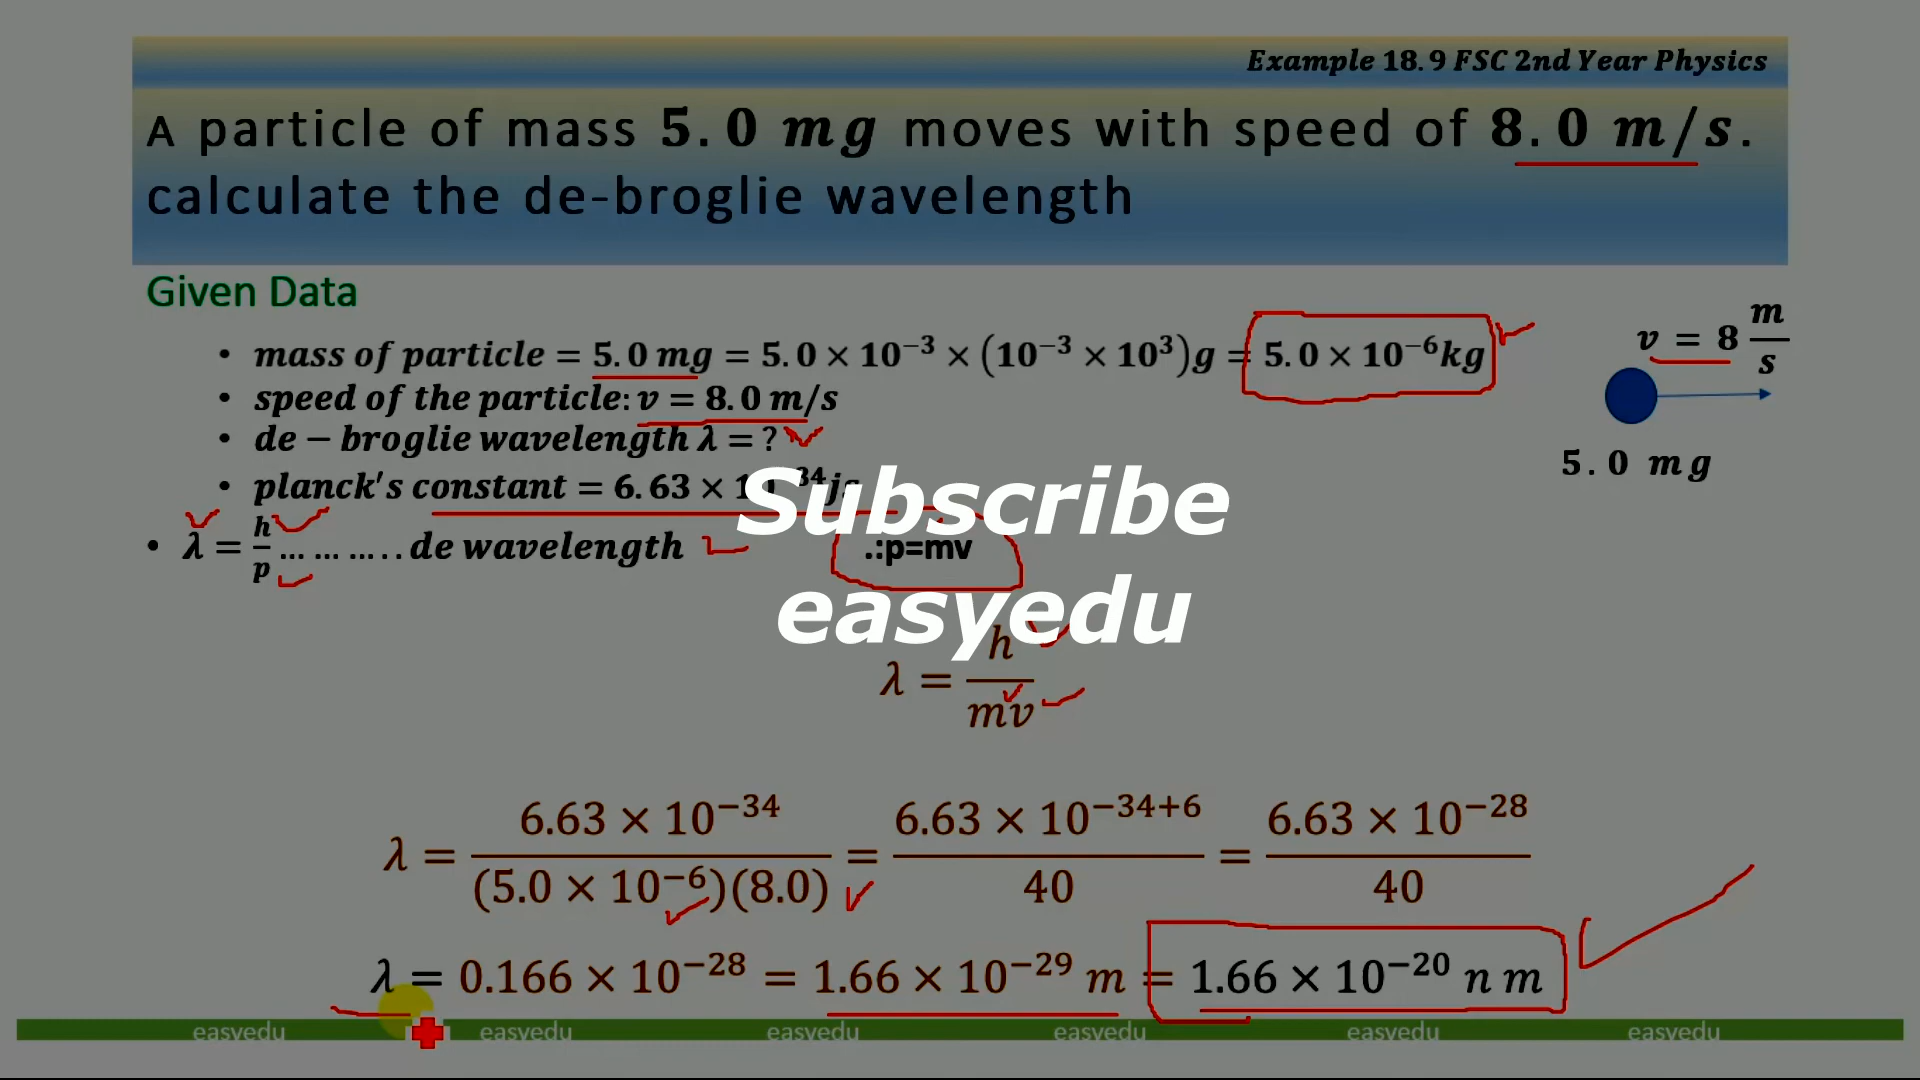 Example 18.9 FSC 2nd Year Physics
A particle of mass 5.0 mg moves with speed of 8.0 m/s.
calculate the de-broglie wavelength
Given Data
• mass of particle = 5.0 mg = 5.0 × 10⁻³ × (10⁻³ × 10³)g = 5.0 × 10⁻⁶kg
• speed of the particle: v = 8.0 m/s
• de – broglie wavelength λ = ?
• planck's constant = 6.63 × 10⁻³⁴js
v = 8 m/s
5.0 mg
• λ = h/p ... ... ..... de wavelength .:p=mv
Subscribe
easyedu
λ = h/mv
λ = 6.63 × 10⁻³⁴/(5.0 × 10⁻⁶)(8.0) = 6.63 × 10⁻³⁴⁺⁶/40 = 6.63 × 10⁻²⁸/40
λ = 0.166 × 10⁻²⁸ = 1.66 × 10⁻²⁹ m = 1.66 × 10⁻²⁰ n m
easyedu easyedu easyedu easyedu easyedu easyedu